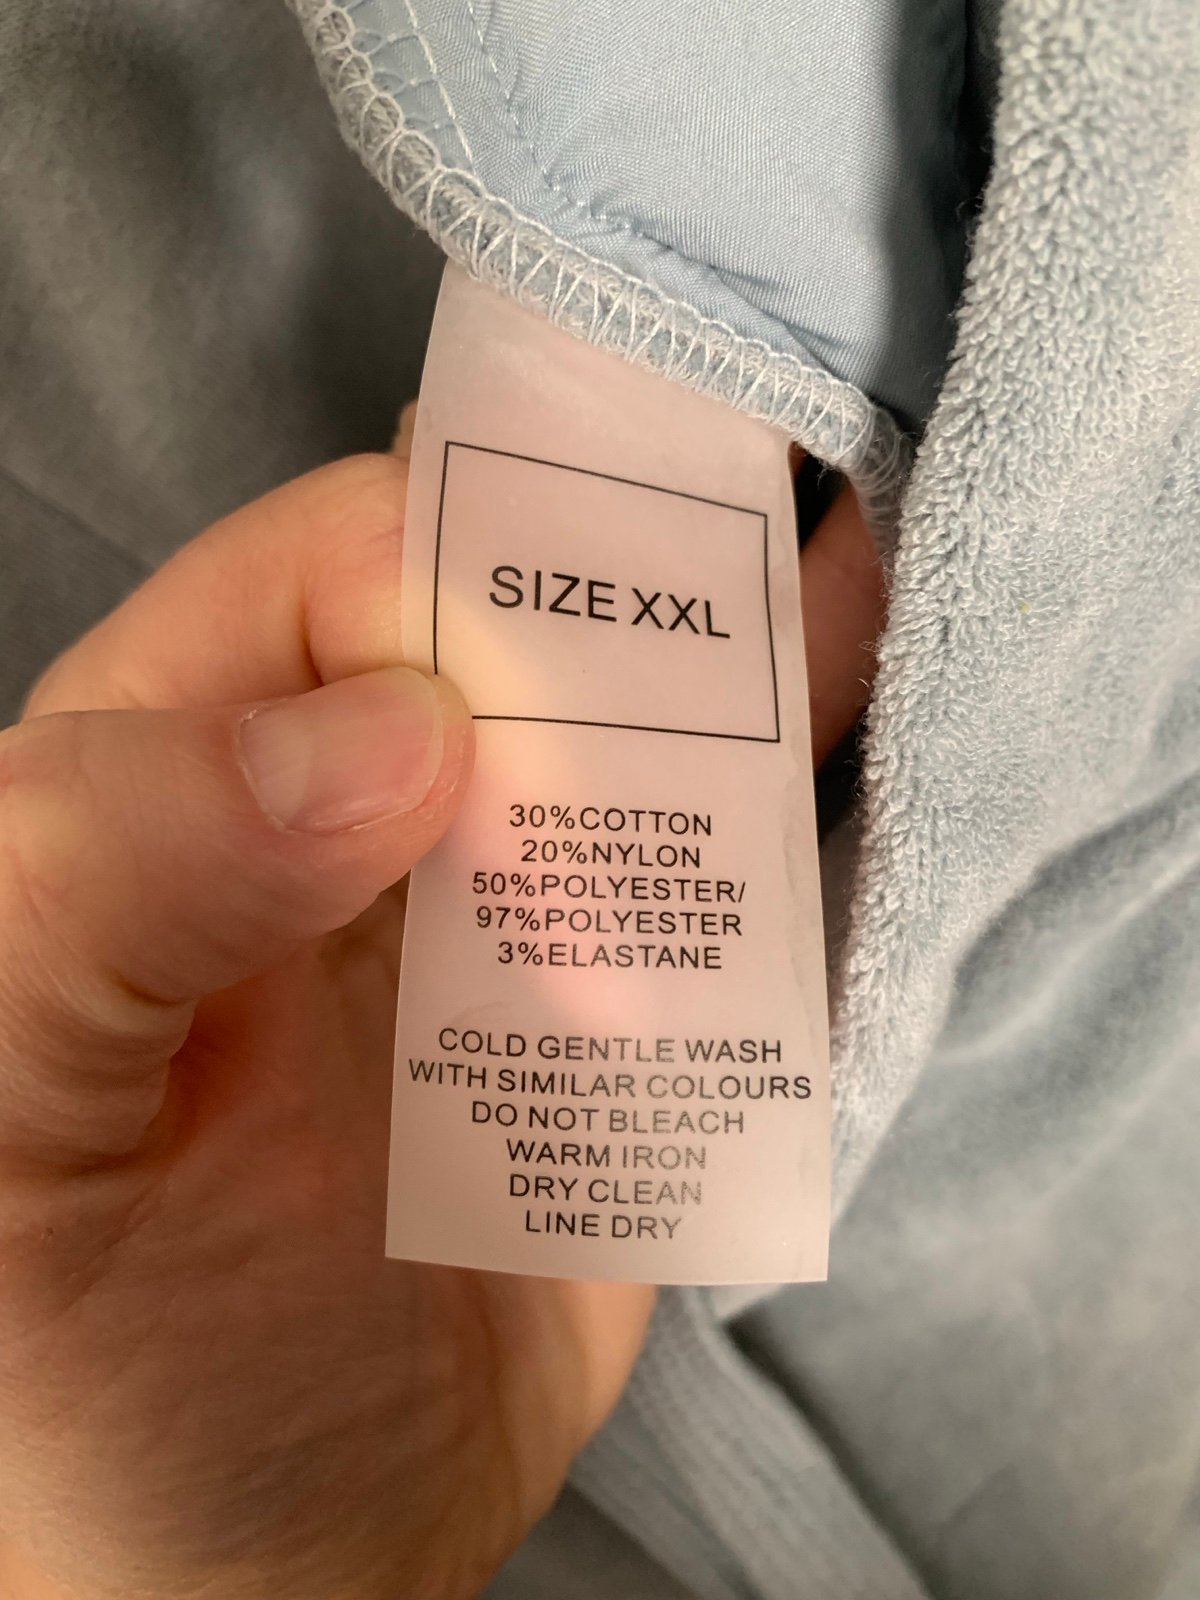 SIZE XXL
30%COTTON
20%NYLON
50%POLYESTER/
97%POLYESTER
3%ELASTANE
COLD GENTLE WASH
WITH SIMILAR COLOURS
DO NOT BLEACH
WARM IRON
DRY CLEAN
LINE DRY